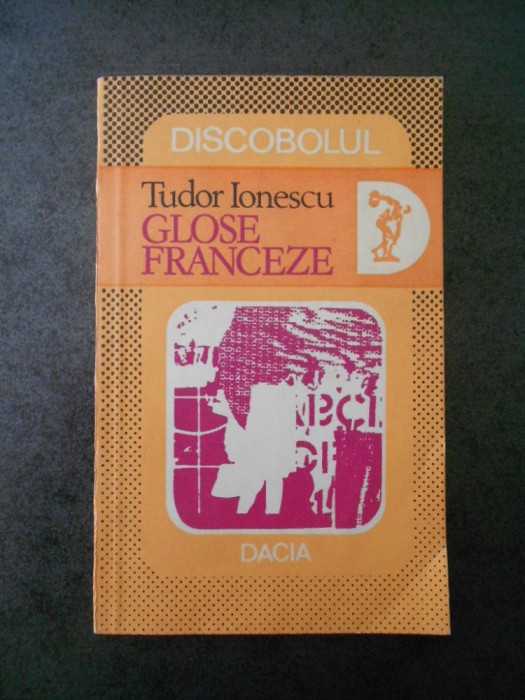 DISCOBOLUL
Tudor Ionescu
GLOSE
FRANCEZE
D
DACIA